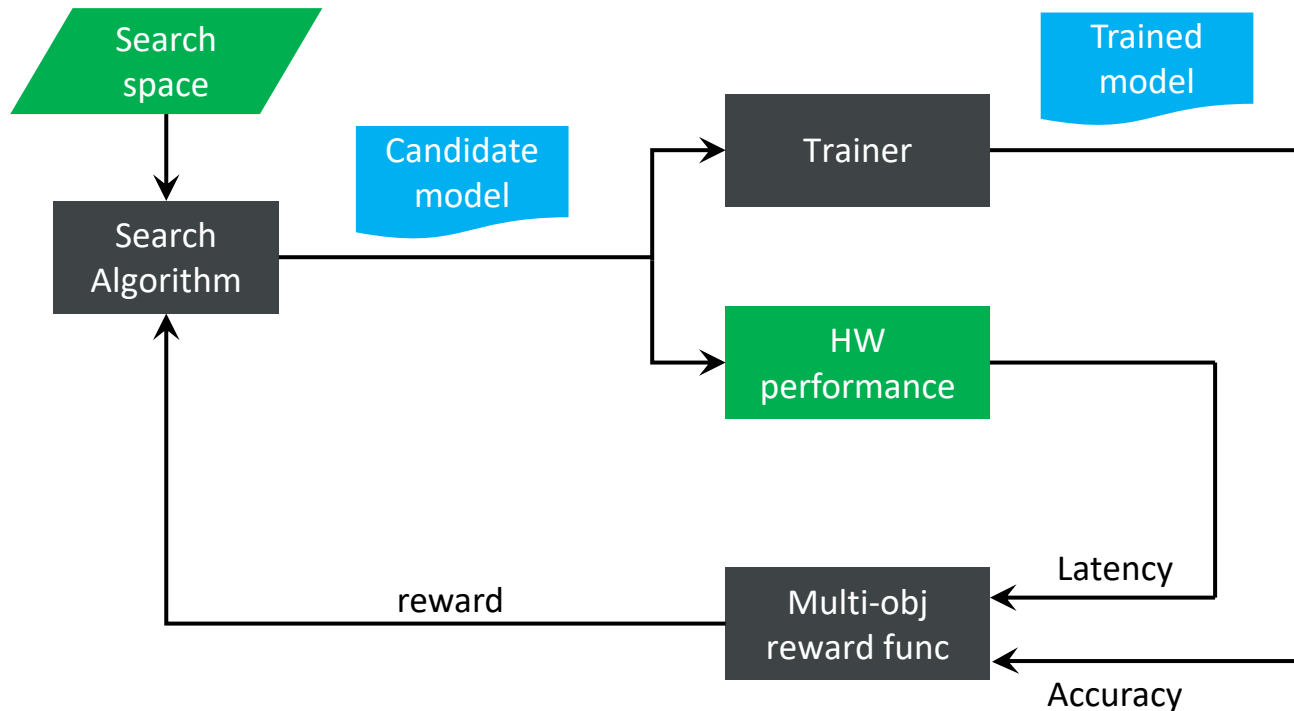 Search
space
Trained
model
Candidate
model
Trainer
Search
Algorithm
HW
performance
Latency
reward
Multi-obj
reward func
Accuracy